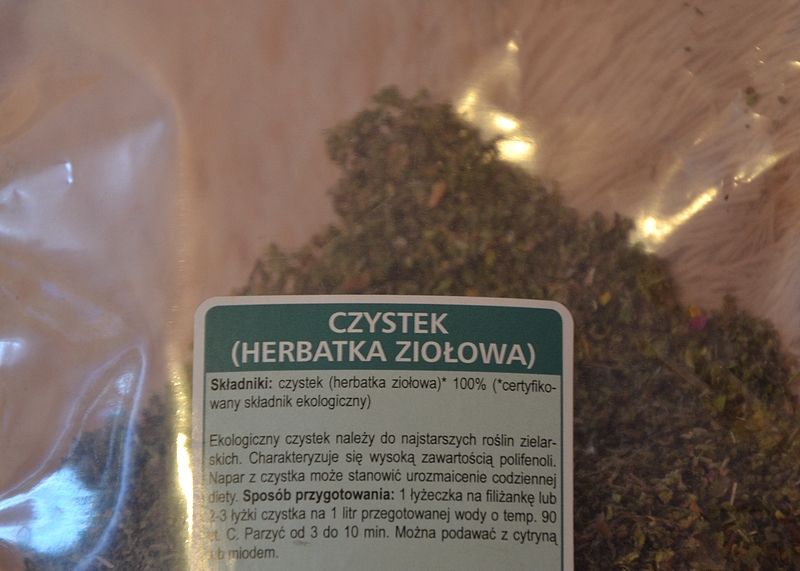 CZYSTEK
(HERBATKA ZIOŁOWA)
Składniki: czystek (herbatka ziołowa)* 100% (*certyfiko-
wany składnik ekologiczny)
Ekologiczny czystek należy do najstarszych roślin zielar-
skich. Charakteryzuje się wysoką zawartością polifenoli.
Napar z czystka może stanowić urozmaicenie codziennej
diety. Sposób przygotowania: 1 łyżeczka na filiżankę lub
2-3 łyżki czystka na 1 litr przegotowanej wody o temp. 90
st. C. Parzyć od 3 do 10 min. Można podawać z cytryną
lub miodem.